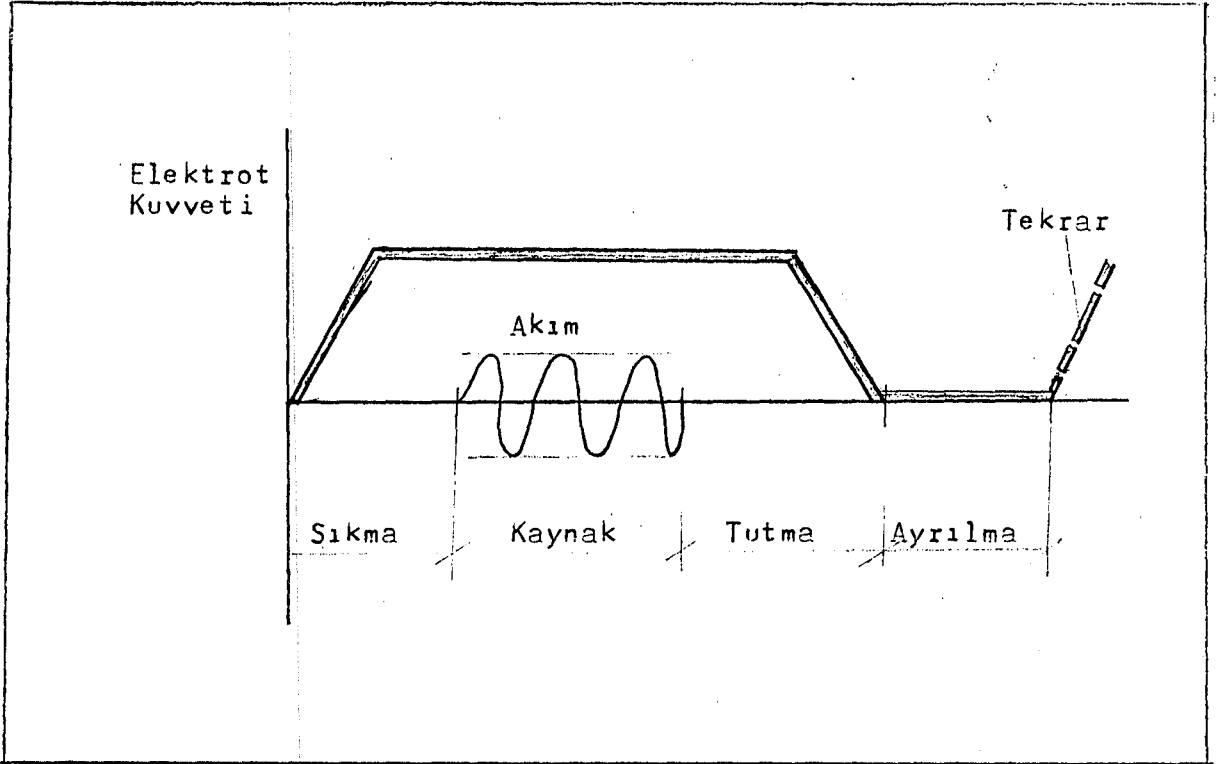 Elektrot
Kuvveti
Tekrar
Akım
Sıkma
Kaynak
Tutma
Ayrılma